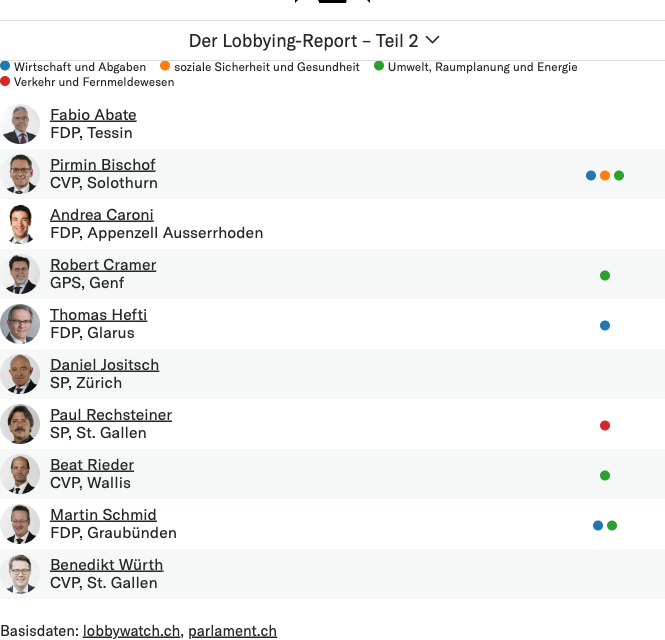 Der Lobbying-Report – Teil 2
Wirtschaft und Abgaben soziale Sicherheit und Gesundheit Umwelt, Raumplanung und Energie
Verkehr und Fernmeldewesen
Fabio Abate
FDP, Tessin
Pirmin Bischof
CVP, Solothurn
Andrea Caroni
FDP, Appenzell Ausserrhoden
Robert Cramer
GPS, Genf
Thomas Hefti
FDP, Glarus
Daniel Jositsch
SP, Zürich
Paul Rechsteiner
SP, St. Gallen
Beat Rieder
CVP, Wallis
Martin Schmid
FDP, Graubünden
Benedikt Würth
CVP, St. Gallen
Basisdaten: lobbywatch.ch, parlament.ch